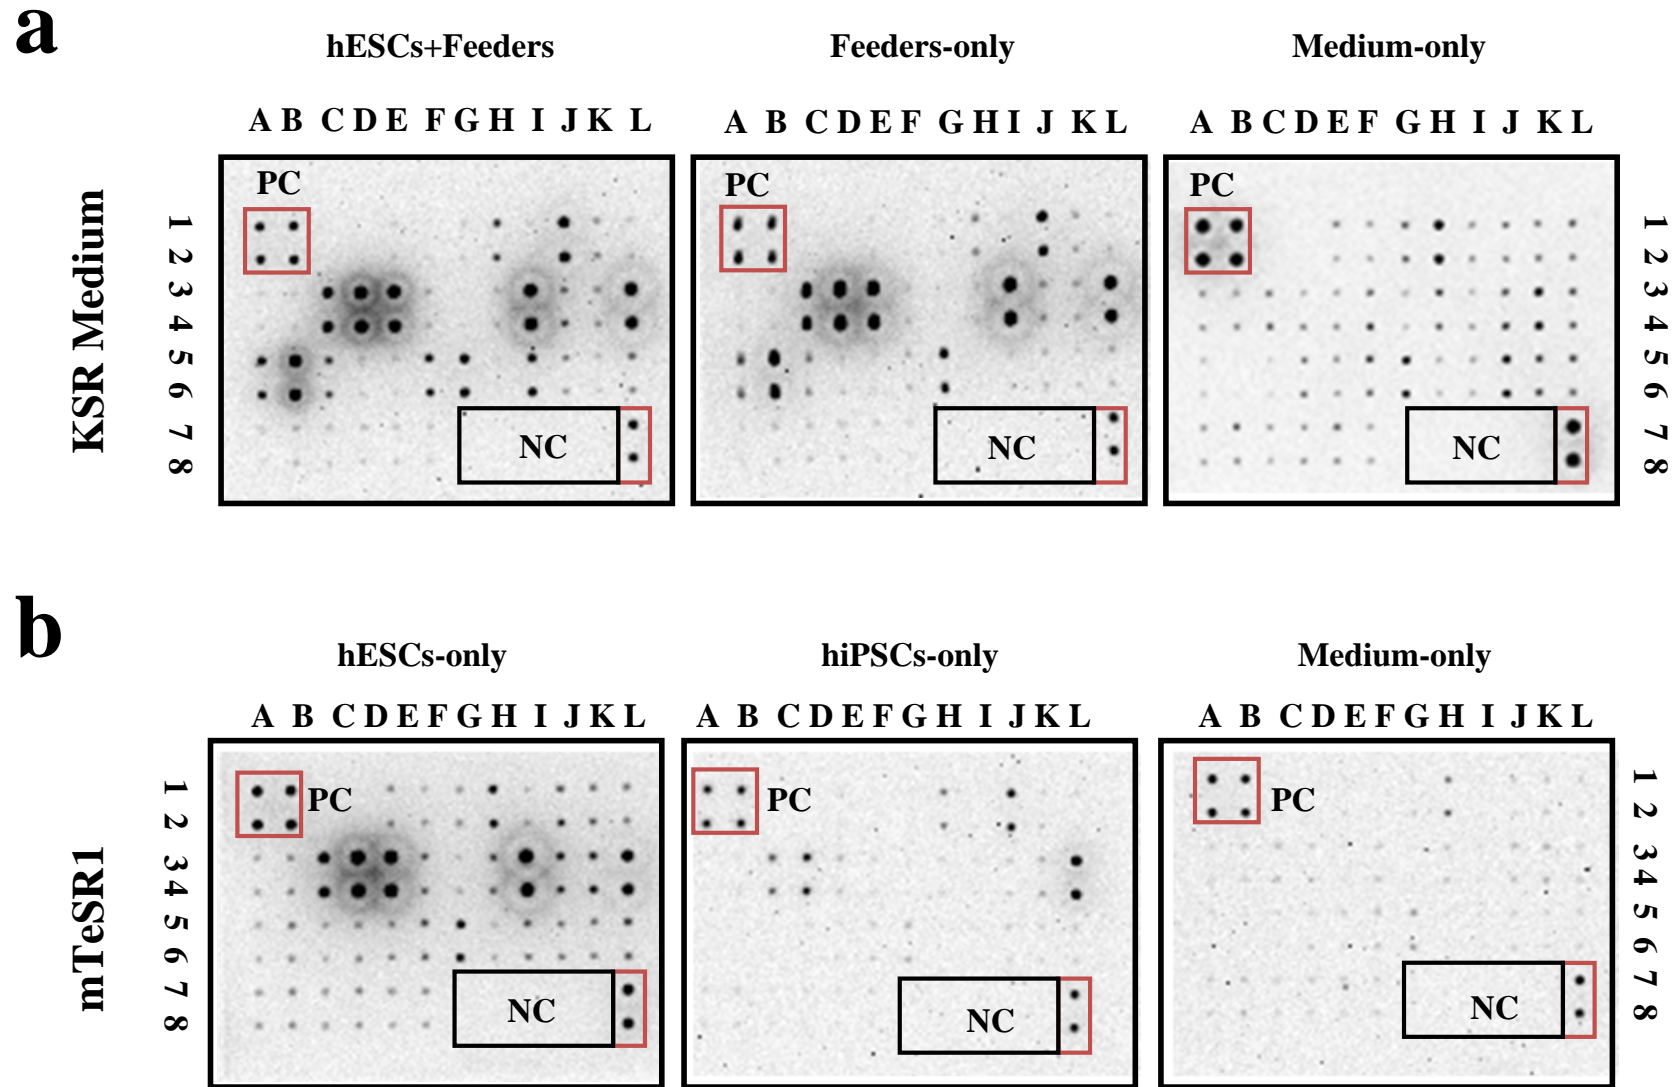 a
hESCs+Feeders Feeders-only Medium-only
A B C D E F G H I J K L A B C D E F G H I J K L A B C D E F G H I J K L
KSR Medium
PC PC PC
1 1
2 2
3 3
4 4
5 5
6 6
7 NC NC NC 7
8 8
b
hESCs-only hiPSCs-only Medium-only
A B C D E F G H I J K L A B C D E F G H I J K L A B C D E F G H I J K L
mTeSR1
1 1
PC PC PC
2 2
3 3
4 4
5 5
6 6
7 7
NC NC NC
8 8